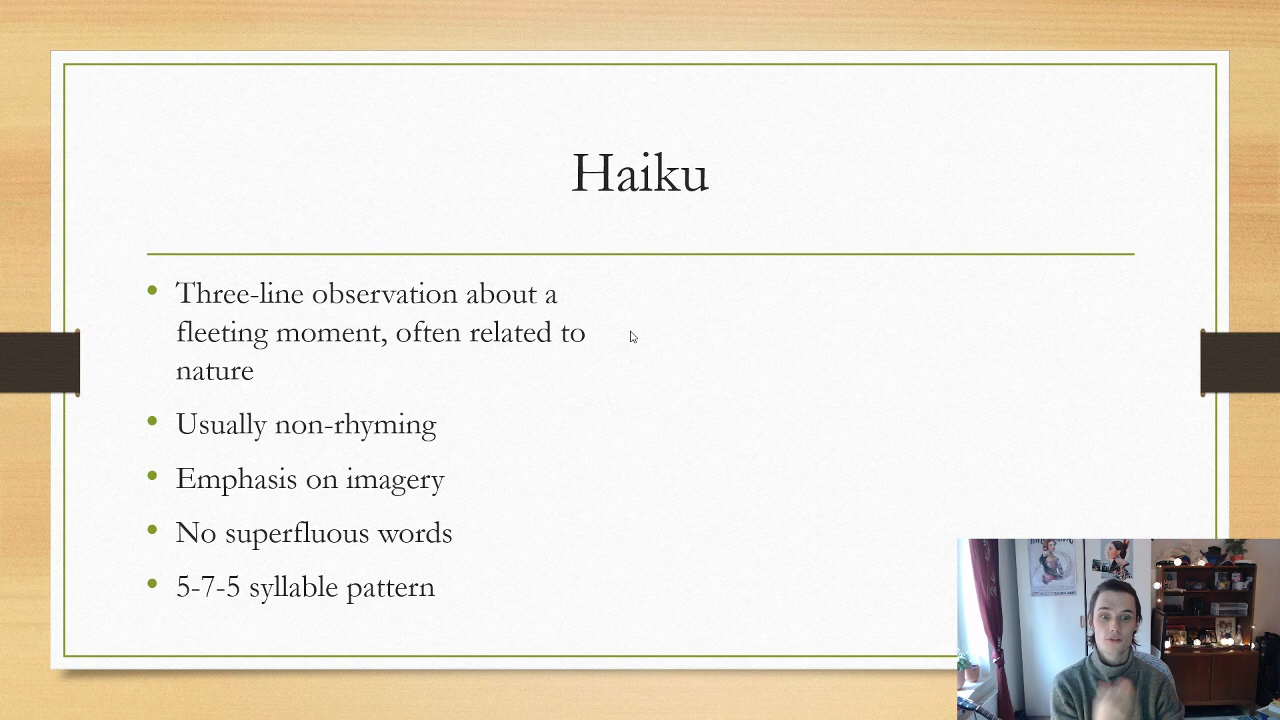 Haiku
• Three-line observation about a
fleeting moment, often related to
nature
• Usually non-rhyming
• Emphasis on imagery
• No superfluous words
• 5-7-5 syllable pattern